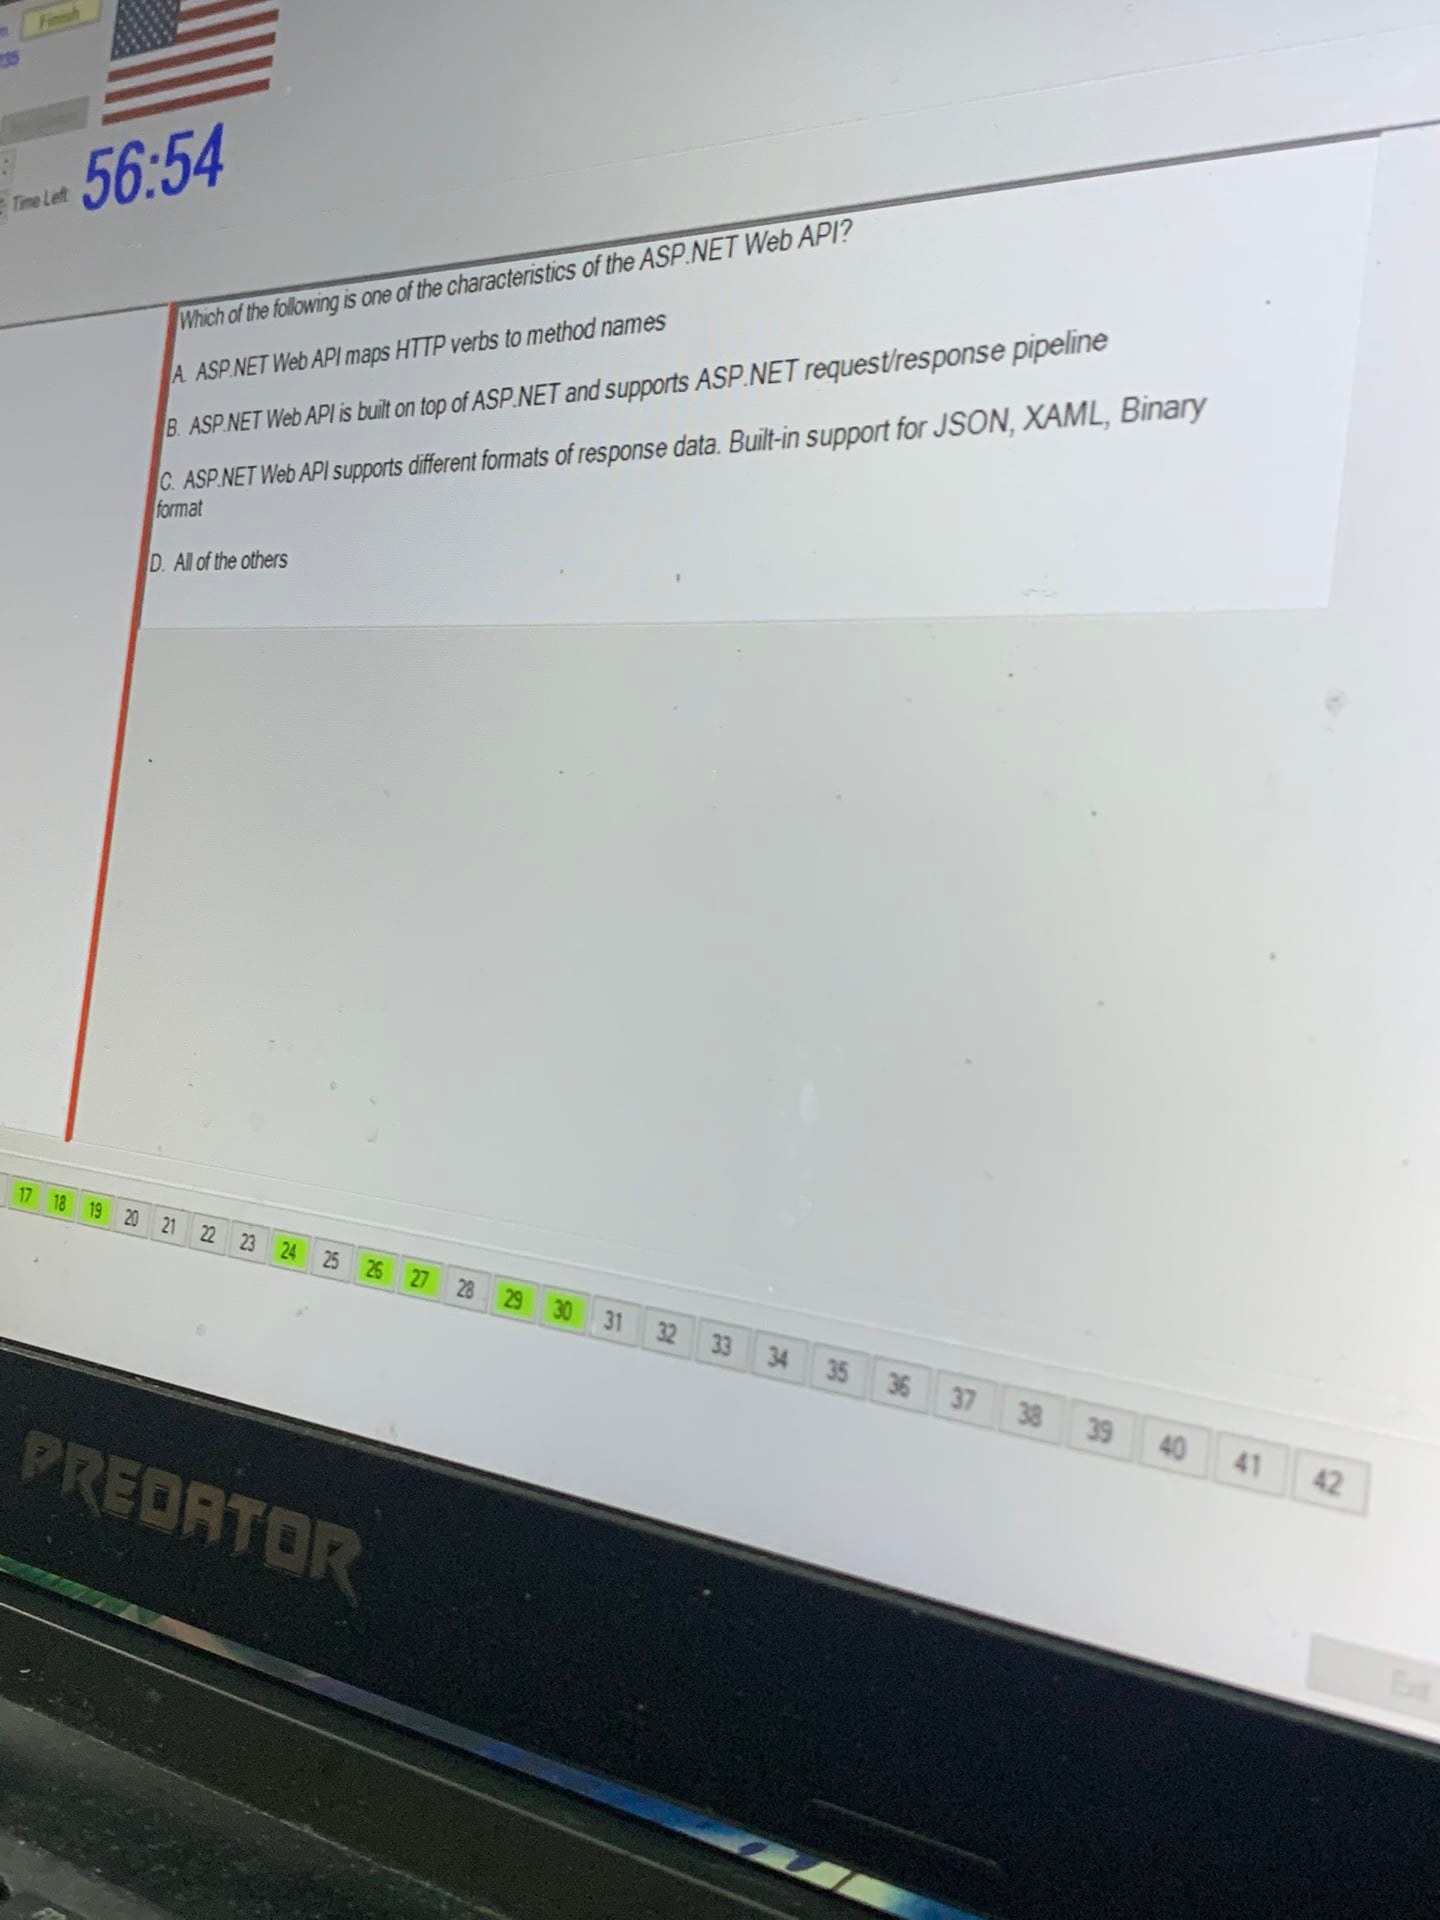 Finish
Time Left: 56:54
Which of the following is one of the characteristics of the ASP.NET Web API?
A. ASP.NET Web API maps HTTP verbs to method names
B. ASP.NET Web API is built on top of ASP.NET and supports ASP.NET request/response pipeline
C. ASP.NET Web API supports different formats of response data. Built-in support for JSON, XAML, Binary
format
D. All of the others
17 18 19 20 21 22 23 24 25 26 27 28 29 30 31 32 33 34 35 36 37 38 39 40 41 42
PREDATOR
Exit